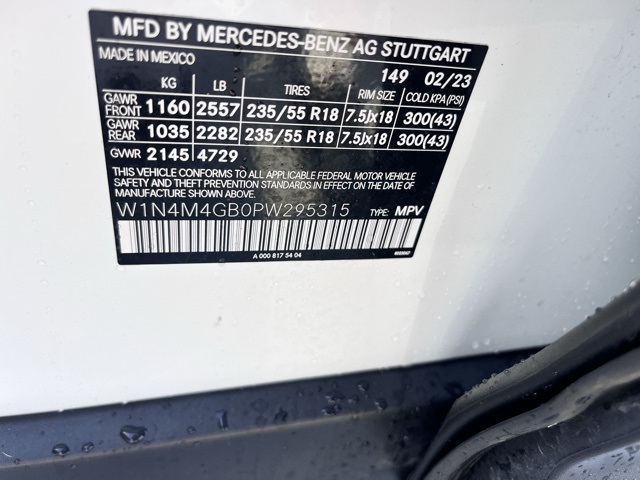 MFD BY MERCEDES-BENZ AG STUTTGART
MADE IN MEXICO 149 02/23
KG LB TIRES RIM SIZE COLD KPA(PSI)
GAWR FRONT 1160 2557 235/55 R18 7.5Jx18 300(43)
GAWR REAR 1035 2282 235/55 R18 7.5Jx18 300(43)
GVWR 2145 4729
THIS VEHICLE CONFORMS TO ALL APPLICABLE FEDERAL MOTOR VEHICLE
SAFETY AND THEFT PREVENTION STANDARDS IN EFFECT ON THE DATE
OF MANUFACTURE SHOWN ABOVE.
W1N4M4GB0PW295315 TYPE: MPV
A 000 817 54 04